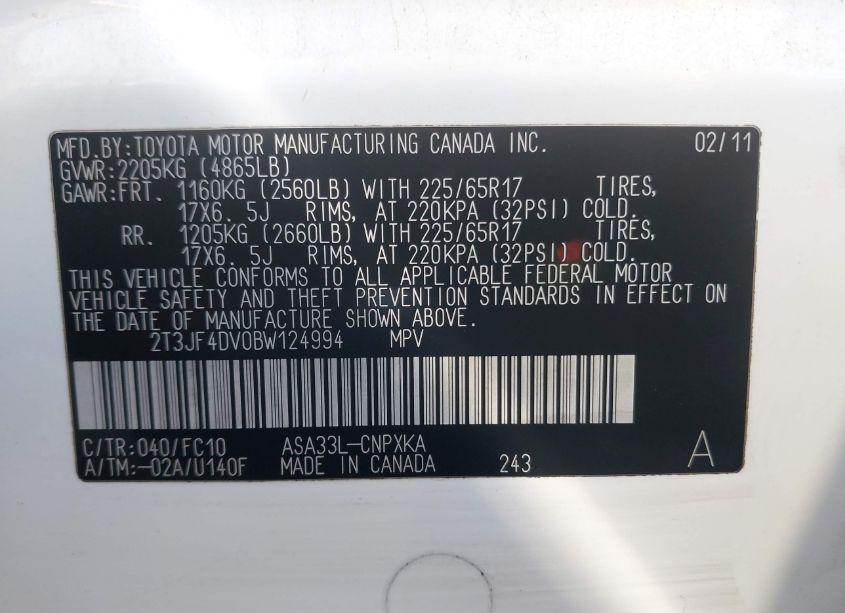 MFD.BY:TOYOTA MOTOR MANUFACTURING CANADA INC. 02/11
GVWR:2205KG (4865LB)
GAWR:FRT. 1160KG (2560LB) WITH 225/65R17 TIRES,
17X6. 5J RIMS, AT 220KPA (32PSI) COLD.
RR. 1205KG (2660LB) WITH 225/65R17 TIRES,
17X6. 5J RIMS, AT 220KPA (32PSI) COLD.
THIS VEHICLE CONFORMS TO ALL APPLICABLE FEDERAL MOTOR
VEHICLE SAFETY AND THEFT PREVENTION STANDARDS IN EFFECT ON
THE DATE OF MANUFACTURE SHOWN ABOVE.
2T3JF4DV0BW124994 MPV
C/TR:040/FC10 ASA33L-CNPXKA
A/TM:-02A/U140F MADE IN CANADA 243 A